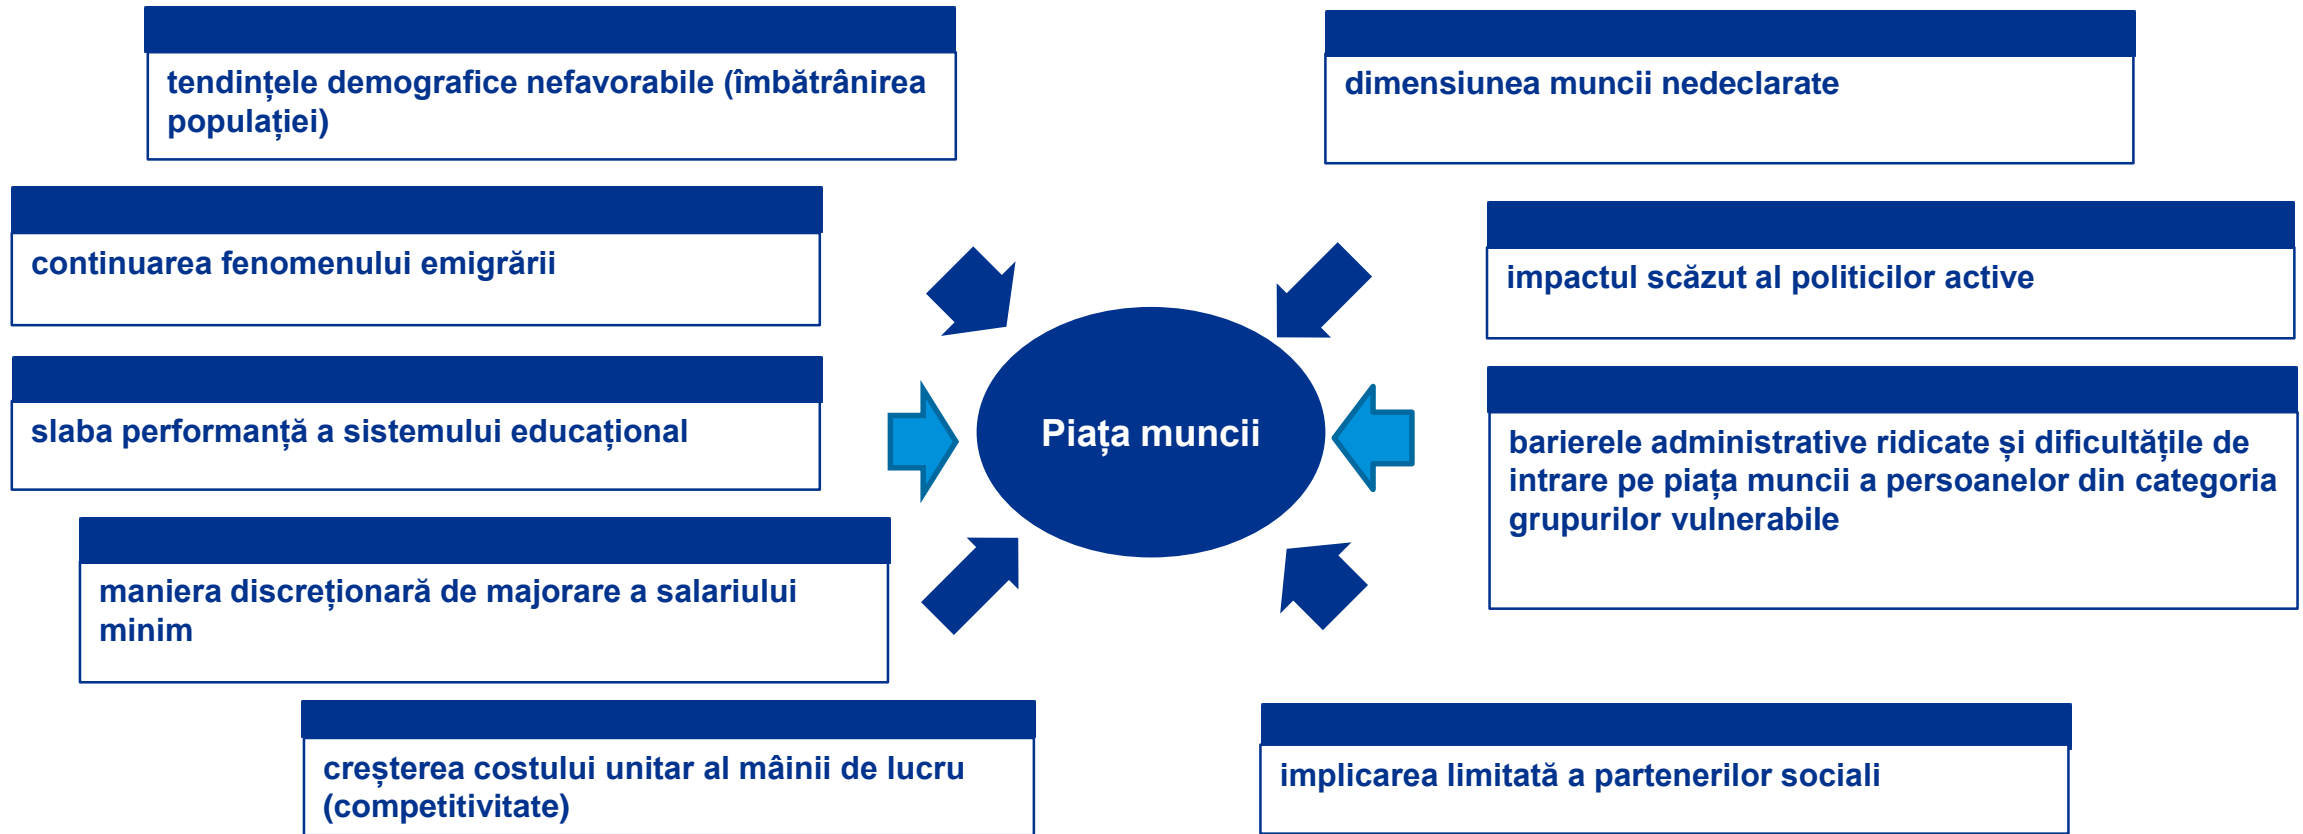 tendințele demografice nefavorabile (îmbătrânirea
populației)
continuarea fenomenului emigrării
slaba performanță a sistemului educațional
maniera discreționară de majorare a salariului
minim
creșterea costului unitar al mâinii de lucru
(competitivitate)
Piața muncii
dimensiunea muncii nedeclarate
impactul scăzut al politicilor active
barierele administrative ridicate și dificultățile de
intrare pe piața muncii a persoanelor din categoria
grupurilor vulnerabile
implicarea limitată a partenerilor sociali